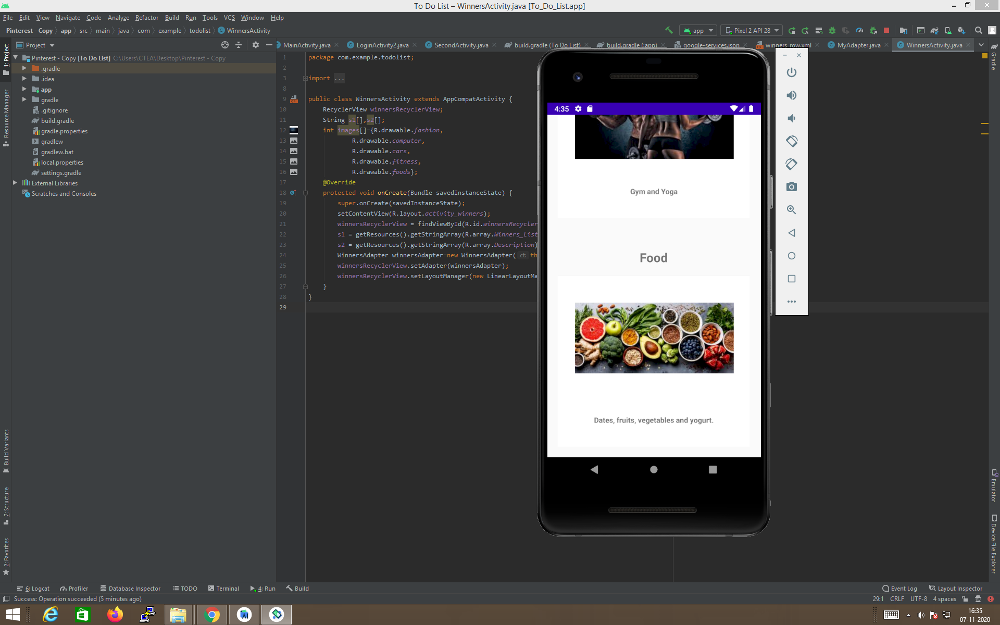 To Do List – WinnersActivity.java [To_Do_List.app]
File Edit View Navigate Code Analyze Refactor Build Run Tools VCS Window Help
Pinterest - Copy app src main java com example todolist WinnersActivity
app Pixel 2 API 28
Project
MainActivity.java LoginActivity2.java SecondActivity.java build.gradle (To Do List) build.gradle (:app) google-services.json winners_row.xml MyAdapter.java WinnersActivity.java
1: Project
Resource Manager
Build Variants
7: Structure
2: Favorites
Pinterest - Copy [To Do List] C:\Users\CTEA\Desktop\Pinterest - Copy
.gradle
.idea
app
gradle
.gitignore
build.gradle
gradle.properties
gradlew
gradlew.bat
local.properties
settings.gradle
External Libraries
Scratches and Consoles
1 package com.example.todolist;
2
3 import ...
8
9 public class WinnersActivity extends AppCompatActivity {
10 RecyclerView winnersRecyclerView;
11 String s1[],s2[];
12 int images[]={R.drawable.fashion,
13 R.drawable.computer,
14 R.drawable.cars,
15 R.drawable.fitness,
16 R.drawable.foods};
17 @Override
18 protected void onCreate(Bundle savedInstanceState) {
19 super.onCreate(savedInstanceState);
20 setContentView(R.layout.activity_winners);
21 winnersRecyclerView = findViewById(R.id.winnersRecycler
22 s1 = getResources().getStringArray(R.array.Winners_List
23 s2 = getResources().getStringArray(R.array.Description)
24 WinnersAdapter winnersAdapter=new WinnersAdapter( ct: th
25 winnersRecyclerView.setAdapter(winnersAdapter);
26 winnersRecyclerView.setLayoutManager(new LinearLayoutMa
27 }
28 }
29
4:35
Gym and Yoga
Food
Dates, fruits, vegetables and yogurt.
Gradle
Emulator
Device File Explorer
6: Logcat Profiler Database Inspector TODO Terminal 4: Run Build Event Log Layout Inspector
Success: Operation succeeded (5 minutes ago) 29:1 CRLF UTF-8 4 spaces
16:35
07-11-2020